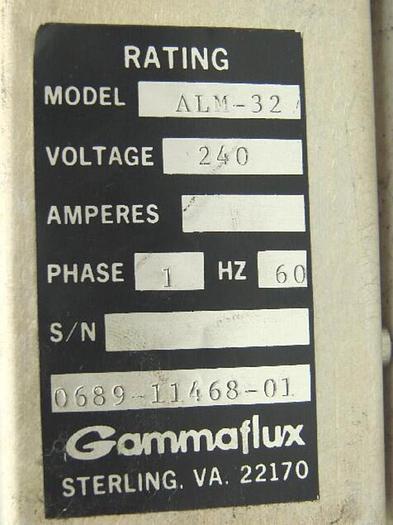 RATING
MODEL ALM-32
VOLTAGE 240
AMPERES
PHASE 1 HZ 60
S/N
0689-11468-01
Gammaflux
STERLING. VA. 22170